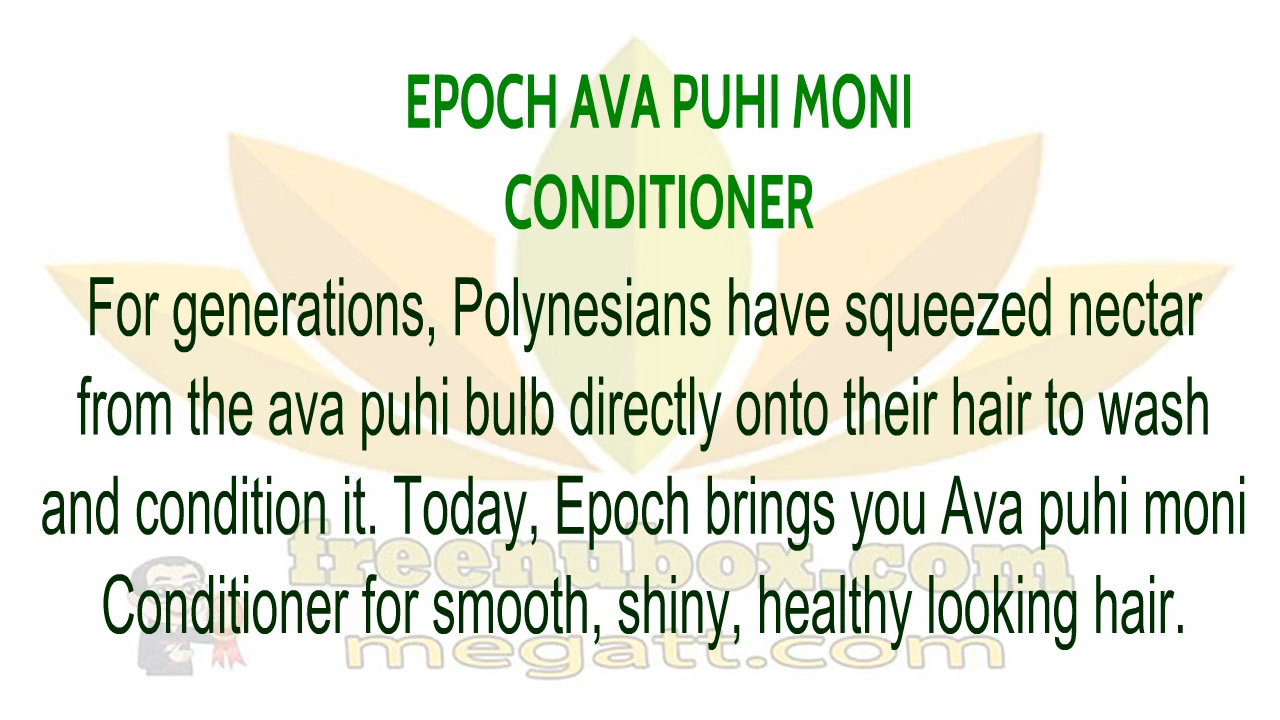 EPOCH AVA PUHI MONI
CONDITIONER
For generations, Polynesians have squeezed nectar
from the ava puhi bulb directly onto their hair to wash
and condition it. Today, Epoch brings you Ava puhi moni
freenubox.com
Conditioner for smooth, shiny, healthy looking hair.
megatt.com